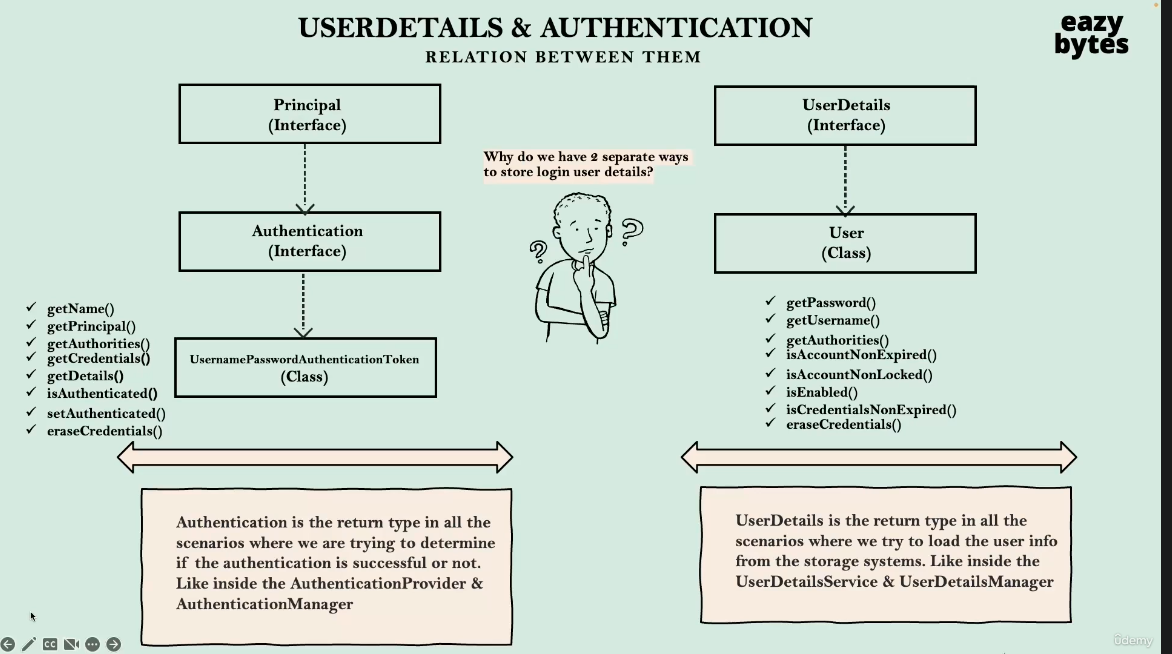 USERDETAILS & AUTHENTICATION
RELATION BETWEEN THEM
eazy
bytes
Principal
(Interface)
Authentication
(Interface)
UsernamePasswordAuthenticationToken
(Class)
getName()
getPrincipal()
getAuthorities()
getCredentials()
getDetails()
isAuthenticated()
setAuthenticated()
eraseCredentials()
Authentication is the return type in all the
scenarios where we are trying to determine
if the authentication is successful or not.
Like inside the AuthenticationProvider &
AuthenticationManager
Why do we have 2 separate ways
to store login user details?
? ?
UserDetails
(Interface)
User
(Class)
getPassword()
getUsername()
getAuthorities()
isAccountNonExpired()
isAccountNonLocked()
isEnabled()
isCredentialsNonExpired()
eraseCredentials()
UserDetails is the return type in all the
scenarios where we try to load the user info
from the storage systems. Like inside the
UserDetailsService & UserDetailsManager
CC
ûdemy